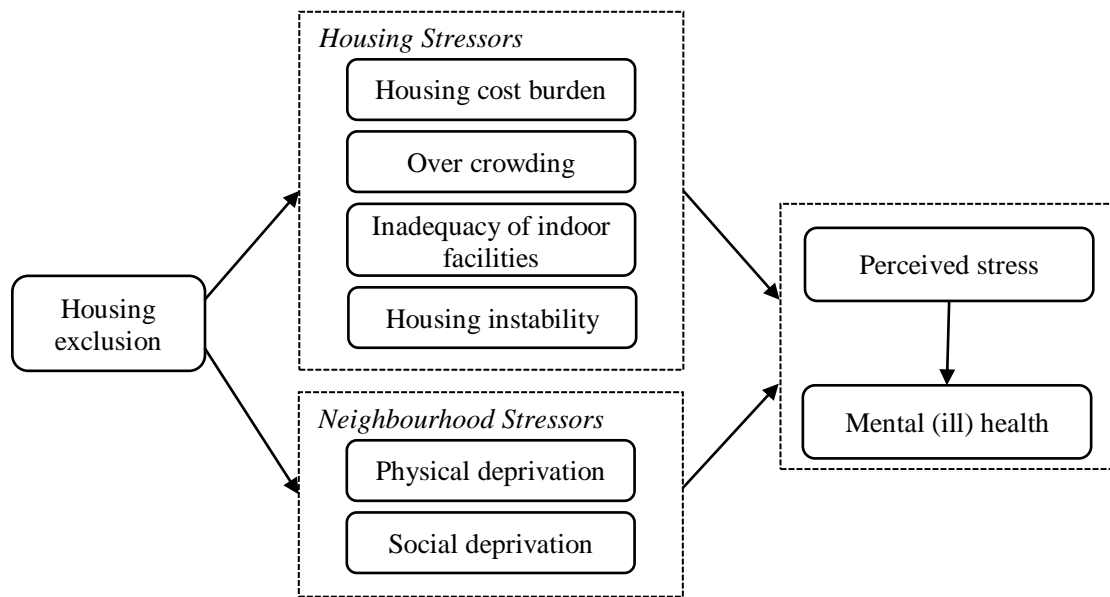 Housing
exclusion
Housing Stressors
Housing cost burden
Over crowding
Inadequacy of indoor
facilities
Housing instability
Neighbourhood Stressors
Physical deprivation
Social deprivation
Perceived stress
Mental (ill) health